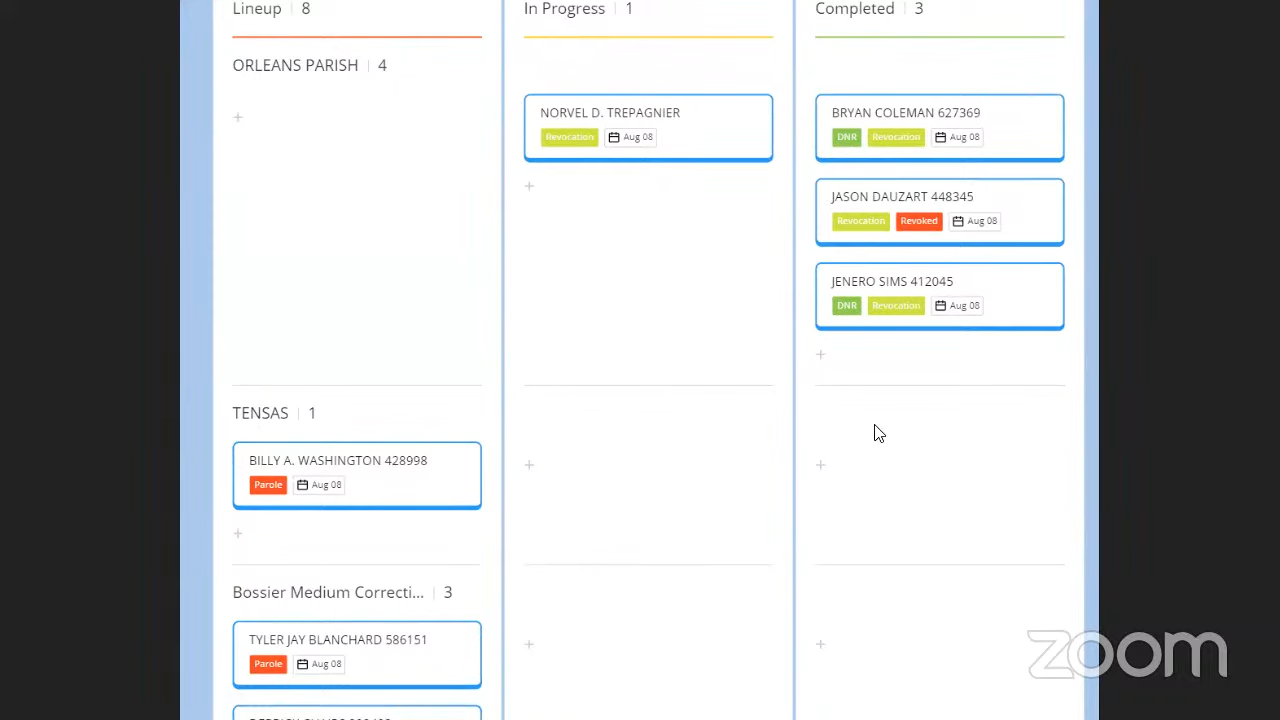 Lineup | 8
In Progress | 1
Completed | 3
ORLEANS PARISH | 4
NORVEL D. TREPAGNIER
Revocation Aug 08
BRYAN COLEMAN 627369
DNR Revocation Aug 08
JASON DAUZART 448345
Revocation Revoked Aug 08
JENERO SIMS 412045
DNR Revocation Aug 08
TENSAS | 1
BILLY A. WASHINGTON 428998
Parole Aug 08
Bossier Medium Correcti... | 3
TYLER JAY BLANCHARD 586151
Parole Aug 08
zoom